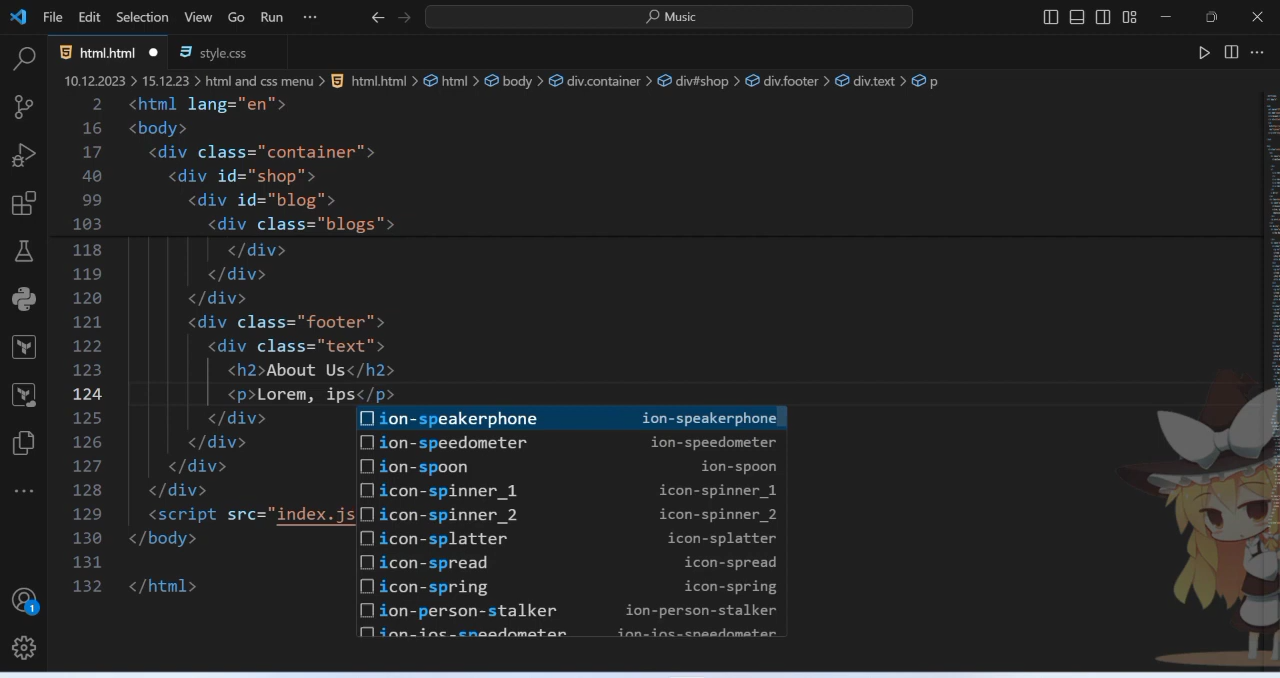 File Edit Selection View Go Run ··· Music
html.html style.css
10.12.2023 > 15.12.23 > html and css menu > html.html > html > body > div.container > div#shop > div.footer > div.text > p
2 <html lang="en">
16 <body>
17 <div class="container">
40 <div id="shop">
99 <div id="blog">
103 <div class="blogs">
118 </div>
119 </div>
120 </div>
121 <div class="footer">
122 <div class="text">
123 <h2>About Us</h2>
124 <p>Lorem, ips</p>
125 </div>
126 </div>
127 </div>
128 </div>
129 <script src="index.js
130 </body>
131
132 </html>
ion-speakerphone ion-speakerphone
ion-speedometer ion-speedometer
ion-spoon ion-spoon
icon-spinner_1 icon-spinner_1
icon-spinner_2 icon-spinner_2
icon-splatter icon-splatter
icon-spread icon-spread
icon-spring icon-spring
ion-person-stalker ion-person-stalker
ion-ios-speedometer ion-ios-speedometer
1